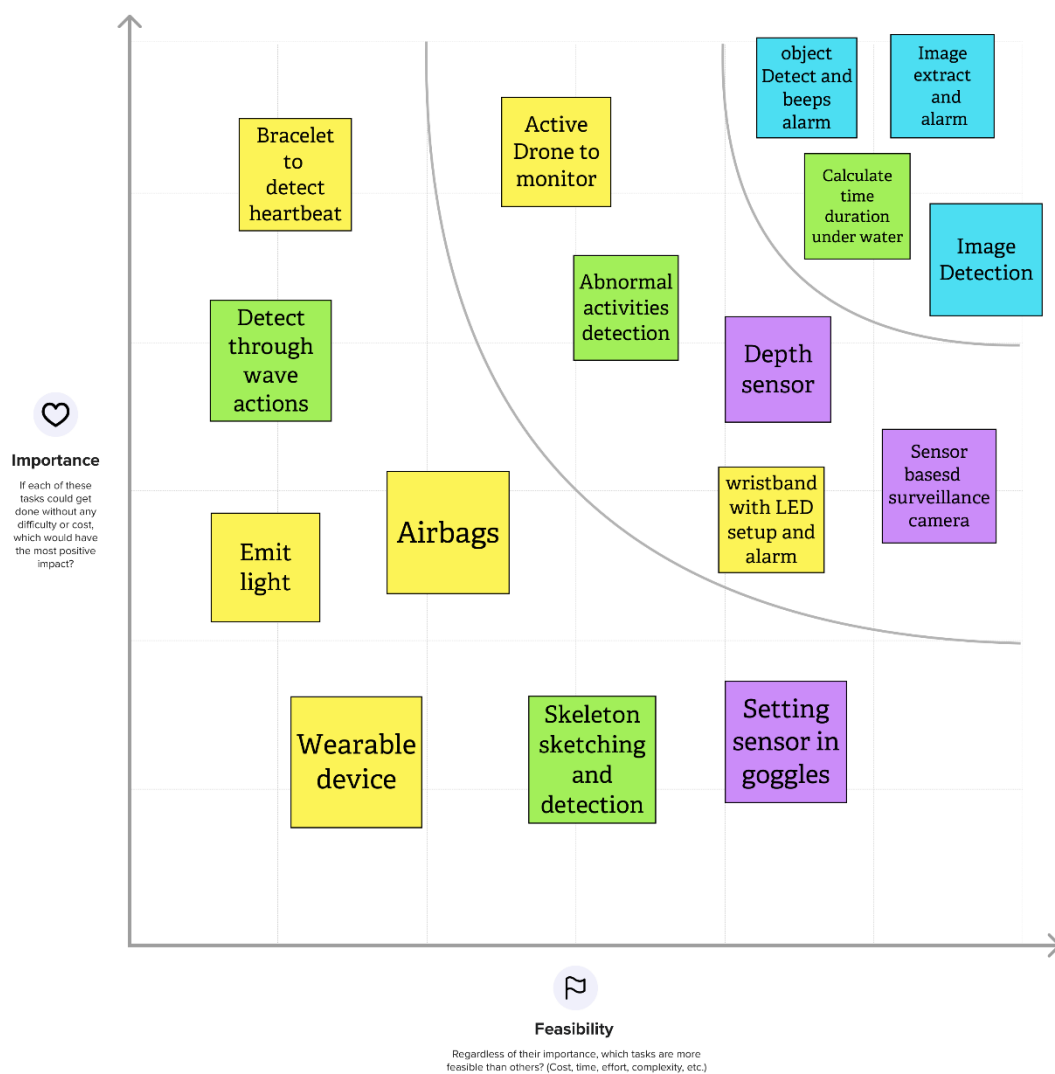 object
Detect and
beeps
alarm
Image
extract
and
alarm
Bracelet
to
detect
heartbeat
Active
Drone to
monitor
Calculate
time
duration
under water
Image
Detection
Abnormal
activities
detection
Detect
through
wave
actions
Depth
sensor
Importance
If each of these
tasks could get
done without any
difficulty or cost,
which would have
the most positive
impact?
Sensor
basesd
surveillance
camera
wristband
with LED
setup and
alarm
Airbags
Emit
light
Wearable
device
Skeleton
sketching
and
detection
Setting
sensor in
goggles
Feasibility
Regardless of their importance, which tasks are more
feasible than others? (Cost, time, effort, complexity, etc.)